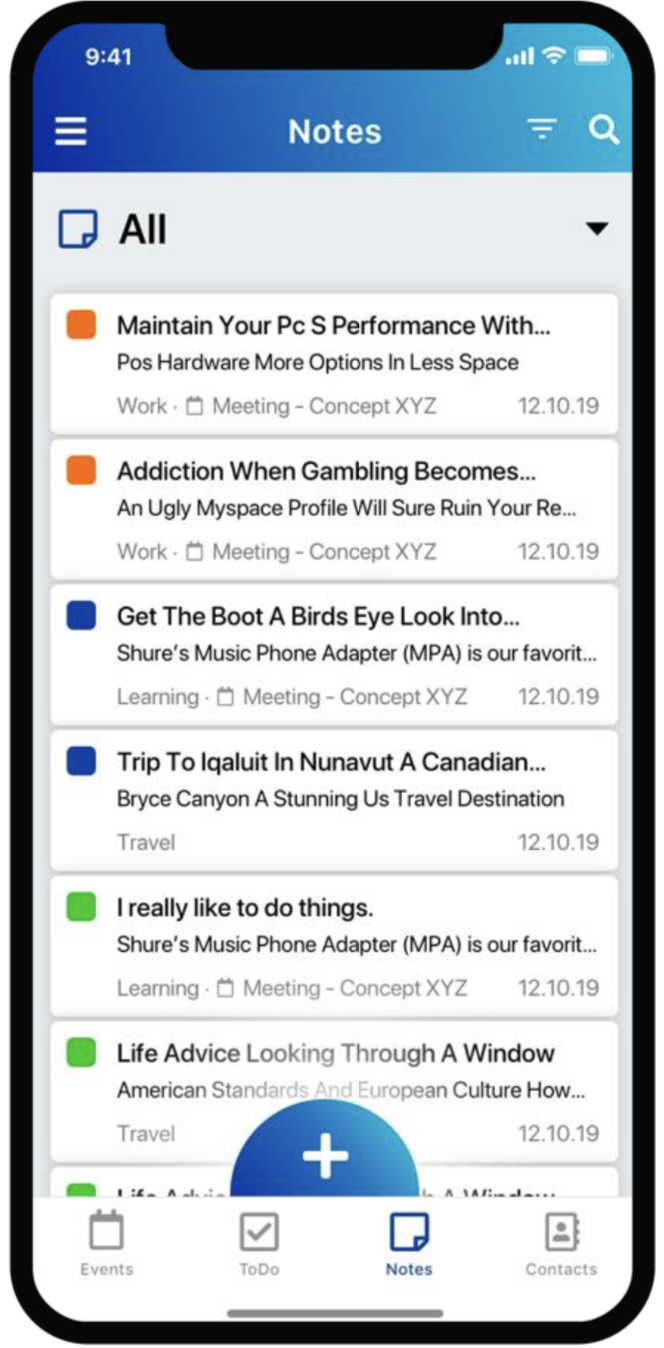 9:41
Notes
All
Maintain Your Pc S Performance With...
Pos Hardware More Options In Less Space
Work · Meeting - Concept XYZ 12.10.19
Addiction When Gambling Becomes...
An Ugly Myspace Profile Will Sure Ruin Your Re...
Work · Meeting - Concept XYZ 12.10.19
Get The Boot A Birds Eye Look Into...
Shure's Music Phone Adapter (MPA) is our favorit...
Learning · Meeting - Concept XYZ 12.10.19
Trip To Iqaluit In Nunavut A Canadian...
Bryce Canyon A Stunning Us Travel Destination
Travel 12.10.19
I really like to do things.
Shure's Music Phone Adapter (MPA) is our favorit...
Learning · Meeting - Concept XYZ 12.10.19
Life Advice Looking Through A Window
American Standards And European Culture How...
Travel 12.10.19
Life A Window
Events ToDo Notes Contacts